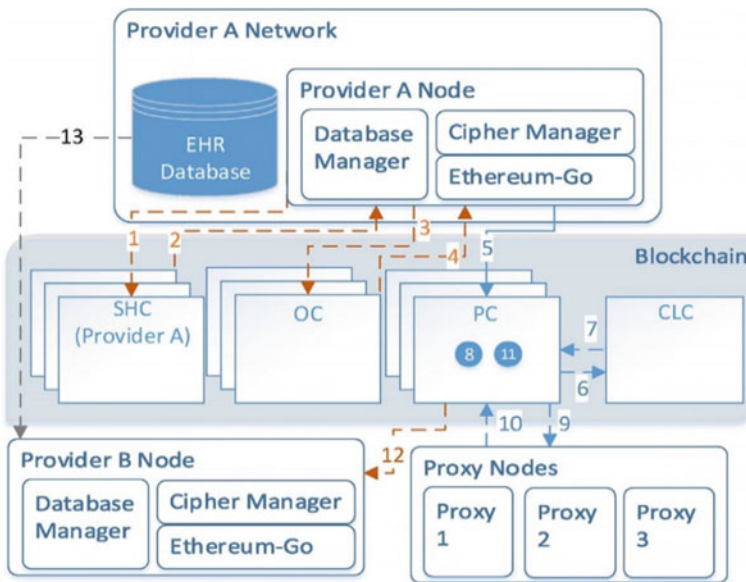 Provider A Network
Provider A Node
13
EHR
Database
Database
Manager
Cipher Manager
Ethereum-Go
1
2
3
4
5
Blockchain
SHC
(Provider A)
OC
PC
CLC
8
11
7
6
10
9
12
Provider B Node
Database
Manager
Cipher Manager
Ethereum-Go
Proxy Nodes
Proxy
1
Proxy
2
Proxy
3